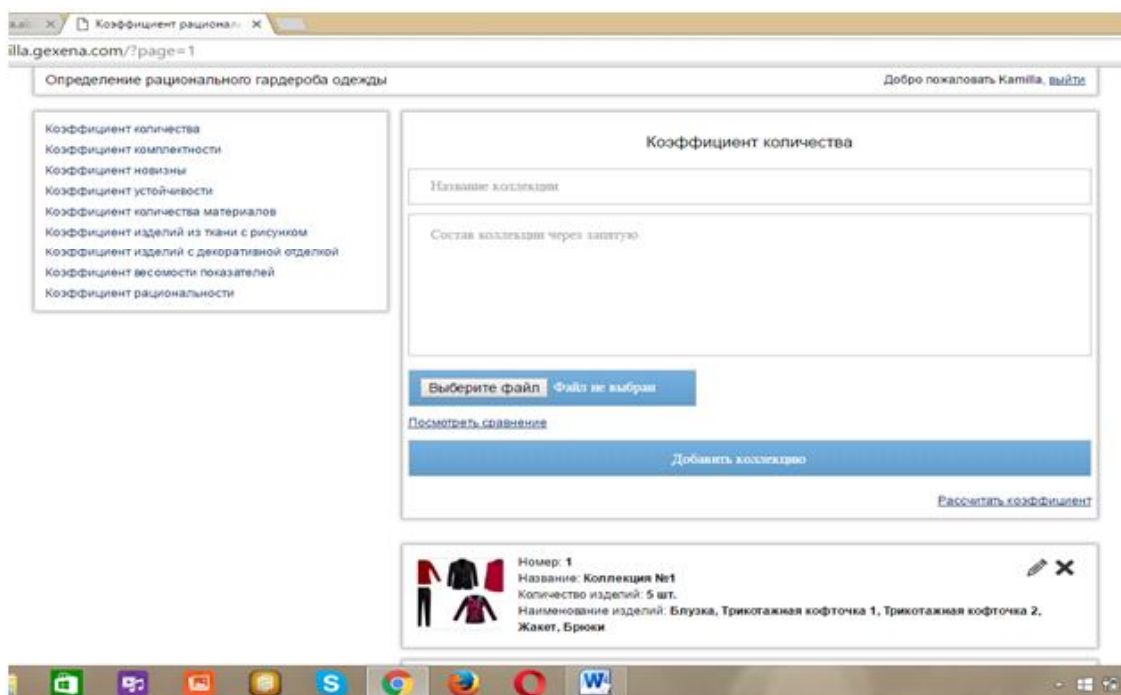 Коэффициент рационал
illa.gexena.com/?page=1
Определение рационального гардероба одежды
Добро пожаловать Kamilla, выйти
Коэффициент количества
Коэффициент комплектности
Коэффициент новизны
Коэффициент устойчивости
Коэффициент количества материалов
Коэффициент изделий из ткани с рисунком
Коэффициент изделий с декоративной отделкой
Коэффициент весомости показателей
Коэффициент рациональности
Коэффициент количества
Название коллекции
Состав коллекции через запятую
Выберите файл Файл не выбран
Посмотреть сравнение
Добавить коллекцию
Рассчитать коэффициент
Номер: 1
Название: Коллекция №1
Количество изделий: 5 шт.
Наименование изделий: Блузка, Трикотажная кофточка 1, Трикотажная кофточка 2,
Жакет, Брюки